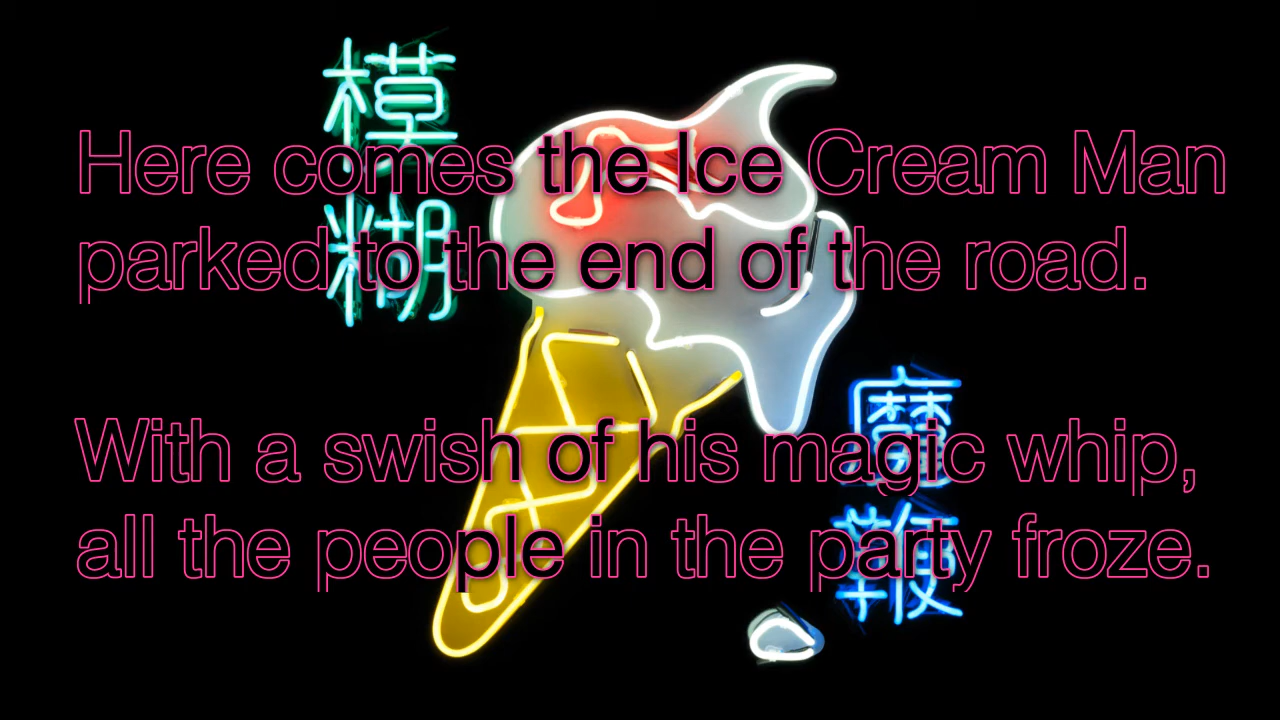 模糊
Here comes the Ice Cream Man
parked to the end of the road.
With a swish of his magic whip,
all the people in the party froze.
魔鞭